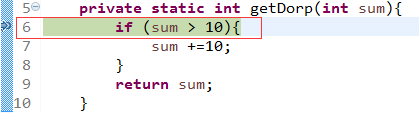 5 private static int getDorp(int sum){
6 if (sum > 10){
7 sum +=10;
8 }
9 return sum;
10 }